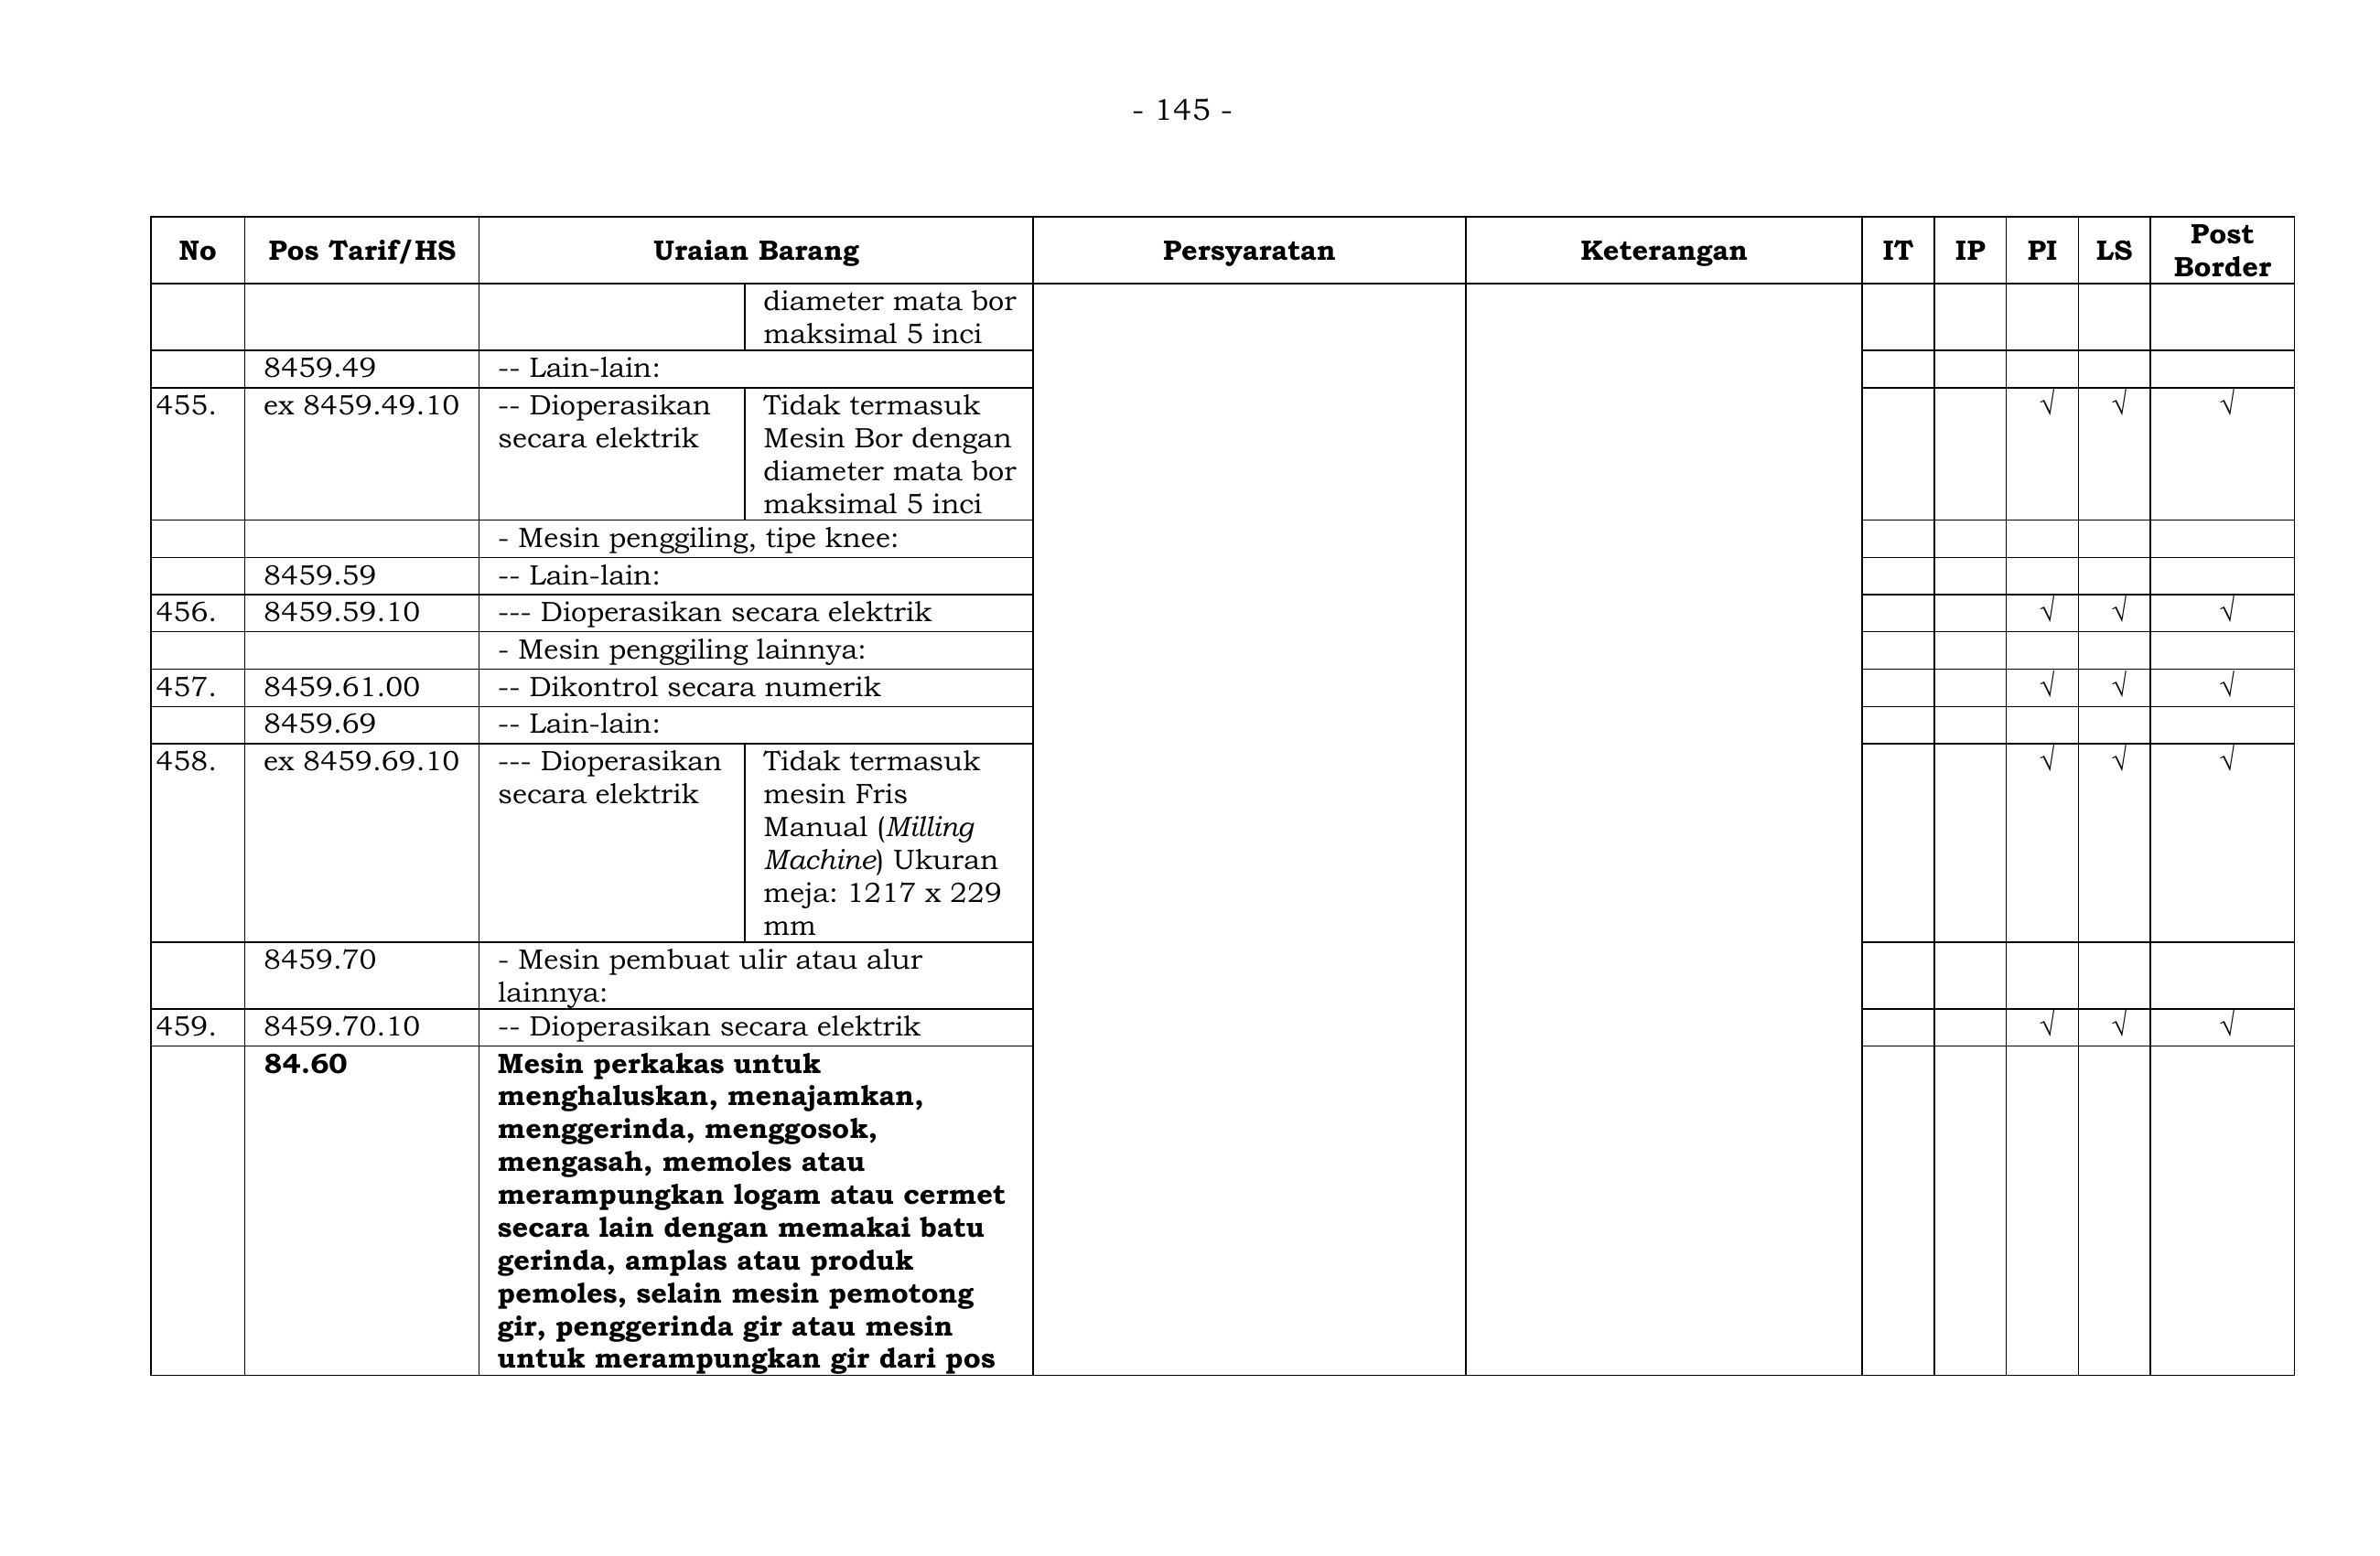 - 145 -
No Pos Tarif/HS Uraian Barang Persyaratan Keterangan IT IP PI LS Post Border
diameter mata bor
maksimal 5 inci
8459.49 -- Lain-lain:
455. ex 8459.49.10 -- Dioperasikan Tidak termasuk √ √ √
secara elektrik Mesin Bor dengan
diameter mata bor
maksimal 5 inci
- Mesin penggiling, tipe knee:
8459.59 -- Lain-lain:
456. 8459.59.10 --- Dioperasikan secara elektrik √ √ √
- Mesin penggiling lainnya:
457. 8459.61.00 -- Dikontrol secara numerik √ √ √
8459.69 -- Lain-lain:
458. ex 8459.69.10 --- Dioperasikan Tidak termasuk √ √ √
secara elektrik mesin Fris
Manual (Milling
Machine) Ukuran
meja: 1217 x 229
mm
8459.70 - Mesin pembuat ulir atau alur
lainnya:
459. 8459.70.10 -- Dioperasikan secara elektrik √ √ √
84.60 Mesin perkakas untuk
menghaluskan, menajamkan,
menggerinda, menggosok,
mengasah, memoles atau
merampungkan logam atau cermet
secara lain dengan memakai batu
gerinda, amplas atau produk
pemoles, selain mesin pemotong
gir, penggerinda gir atau mesin
untuk merampungkan gir dari pos